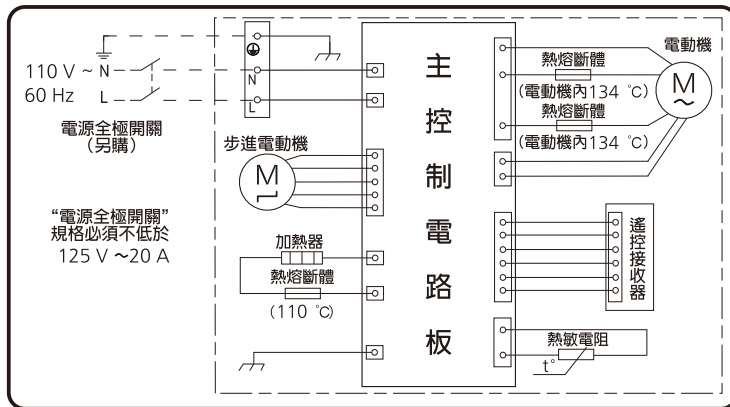 110 V ~ N
60 Hz L
電源全極開關
(另購)
“電源全極開關”
規格必須不低於
125 V ~20 A
N
L
步進電動機
M
加熱器
熱熔斷體
(110 ℃)
主
控
制
電
路
板
電動機
M
~
熱熔斷體
(電動機內134 ℃)
熱熔斷體
(電動機內134 ℃)
遙
控
接
收
器
熱敏電阻
t°